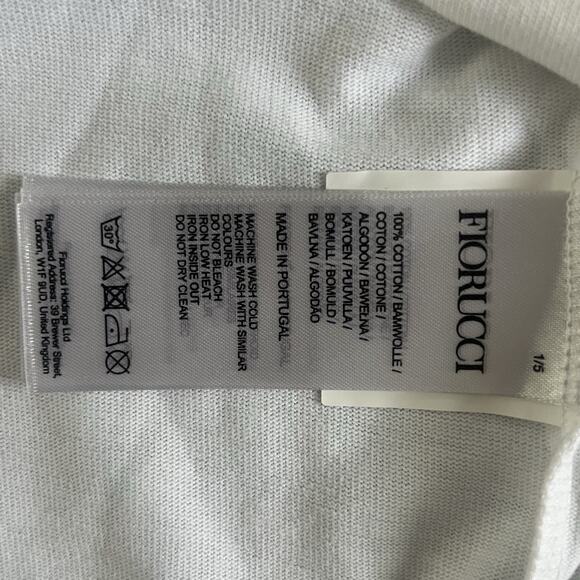 FIORUCCI
1/5
100% COTTON / BAMWOLLE /
COTON / COTONE /
ALGODÓN / BAWEŁNA /
KATOEN / PUUVILLA /
BOMULL / BOMULD /
BAVLNA / ALGODÃO
MADE IN PORTUGAL
MACHINE WASH COLD
MACHINE WASH WITH SIMILAR
COLOURS
DO NOT BLEACH
IRON LOW HEAT
IRON INSIDE OUT
DO NOT DRY CLEAN
30°
Fiorucci Holdings Ltd
Registered Address: 39 Brewer Street,
London, W1F 9UD, United Kingdom